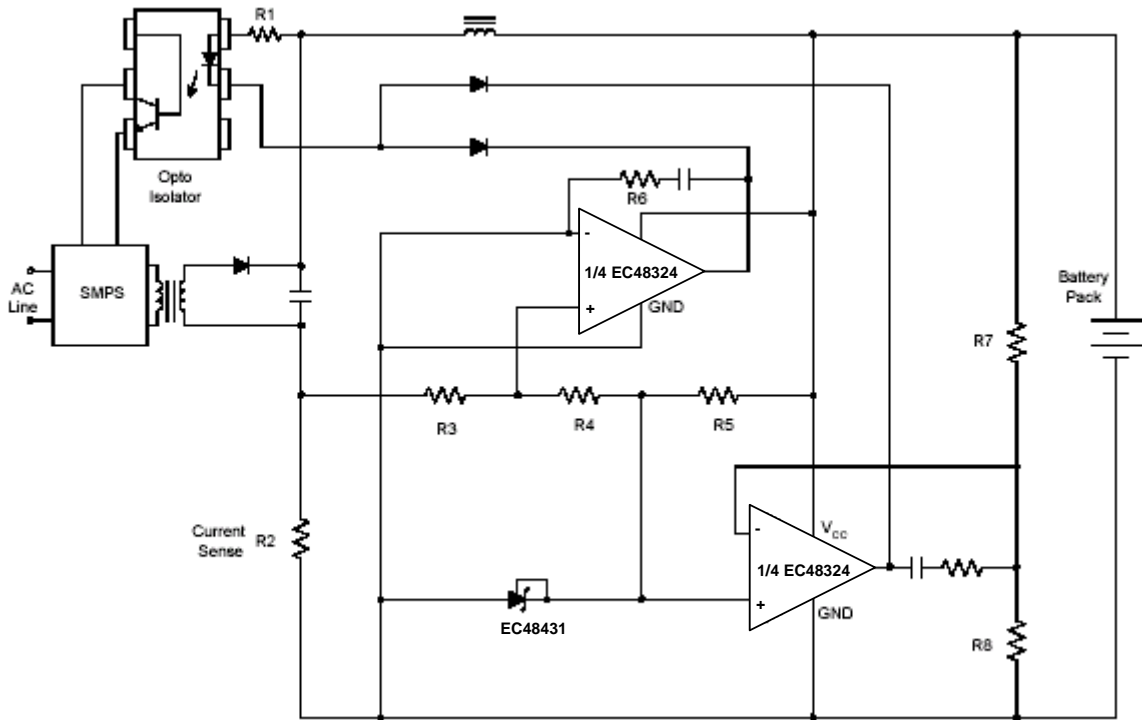 R1
Opto
Isolator
R6
-
1/4 EC48324
+
GND
AC
Line
SMPS
Battery
Pack
R7
R3
R4
R5
Current
Sense
R2
-
VCC
1/4 EC48324
+
GND
EC48431
R8